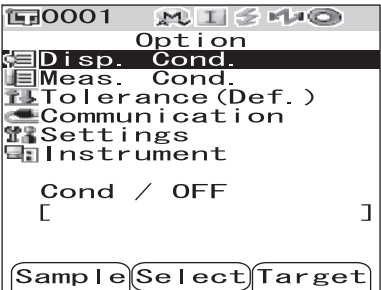 0001 M I
Option
Disp. Cond.
Meas. Cond.
Tolerance(Def.)
Communication
Settings
Instrument
Cond / OFF
[ ]
Sample Select Target